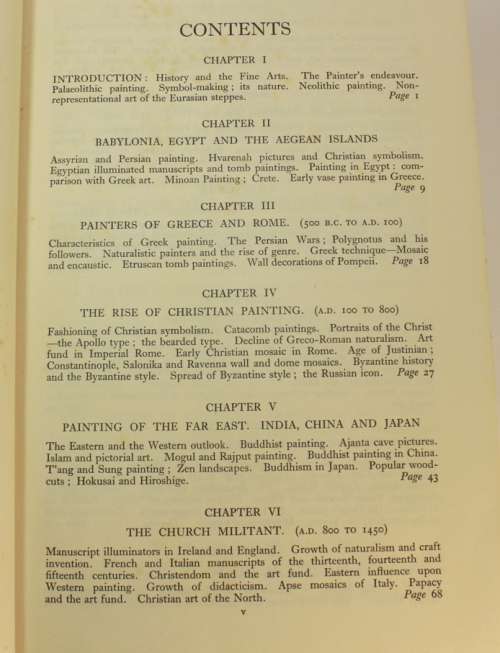 CONTENTS
CHAPTER I
INTRODUCTION : History and the Fine Arts. The Painter's endeavour.
Palaeolithic painting. Symbol-making ; its nature. Neolithic painting. Non-
representational art of the Eurasian steppes. Page 1
CHAPTER II
BABYLONIA, EGYPT AND THE AEGEAN ISLANDS
Assyrian and Persian painting. Hvarenah pictures and Christian symbolism.
Egyptian illuminated manuscripts and tomb paintings. Painting in Egypt : com-
parison with Greek art. Minoan Painting ; Crete. Early vase painting in Greece.
Page 9
CHAPTER III
PAINTERS OF GREECE AND ROME. (500 B.C. TO A.D. 100)
Characteristics of Greek painting. The Persian Wars ; Polygnotus and his
followers. Naturalistic painters and the rise of genre. Greek technique—Mosaic
and encaustic. Etruscan tomb paintings. Wall decorations of Pompeii. Page 18
CHAPTER IV
THE RISE OF CHRISTIAN PAINTING. (A.D. 100 TO 800)
Fashioning of Christian symbolism. Catacomb paintings. Portraits of the Christ
—the Apollo type ; the bearded type. Decline of Greco-Roman naturalism. Art
fund in Imperial Rome. Early Christian mosaic in Rome. Age of Justinian ;
Constantinople, Salonika and Ravenna wall and dome mosaics. Byzantine history
and the Byzantine style. Spread of Byzantine style ; the Russian icon. Page 27
CHAPTER V
PAINTING OF THE FAR EAST. INDIA, CHINA AND JAPAN
The Eastern and the Western outlook. Buddhist painting. Ajanta cave pictures.
Islam and pictorial art. Mogul and Rajput painting. Buddhist painting in China.
T'ang and Sung painting ; Zen landscapes. Buddhism in Japan. Popular wood-
cuts ; Hokusai and Hiroshige. Page 43
CHAPTER VI
THE CHURCH MILITANT. (A.D. 800 TO 1450)
Manuscript illuminators in Ireland and England. Growth of naturalism and craft
invention. French and Italian manuscripts of the thirteenth, fourteenth and
fifteenth centuries. Christendom and the art fund. Eastern influence upon
Western painting. Growth of didacticism. Apse mosaics of Italy. Papacy
and the art fund. Christian art of the North. Page 68
v